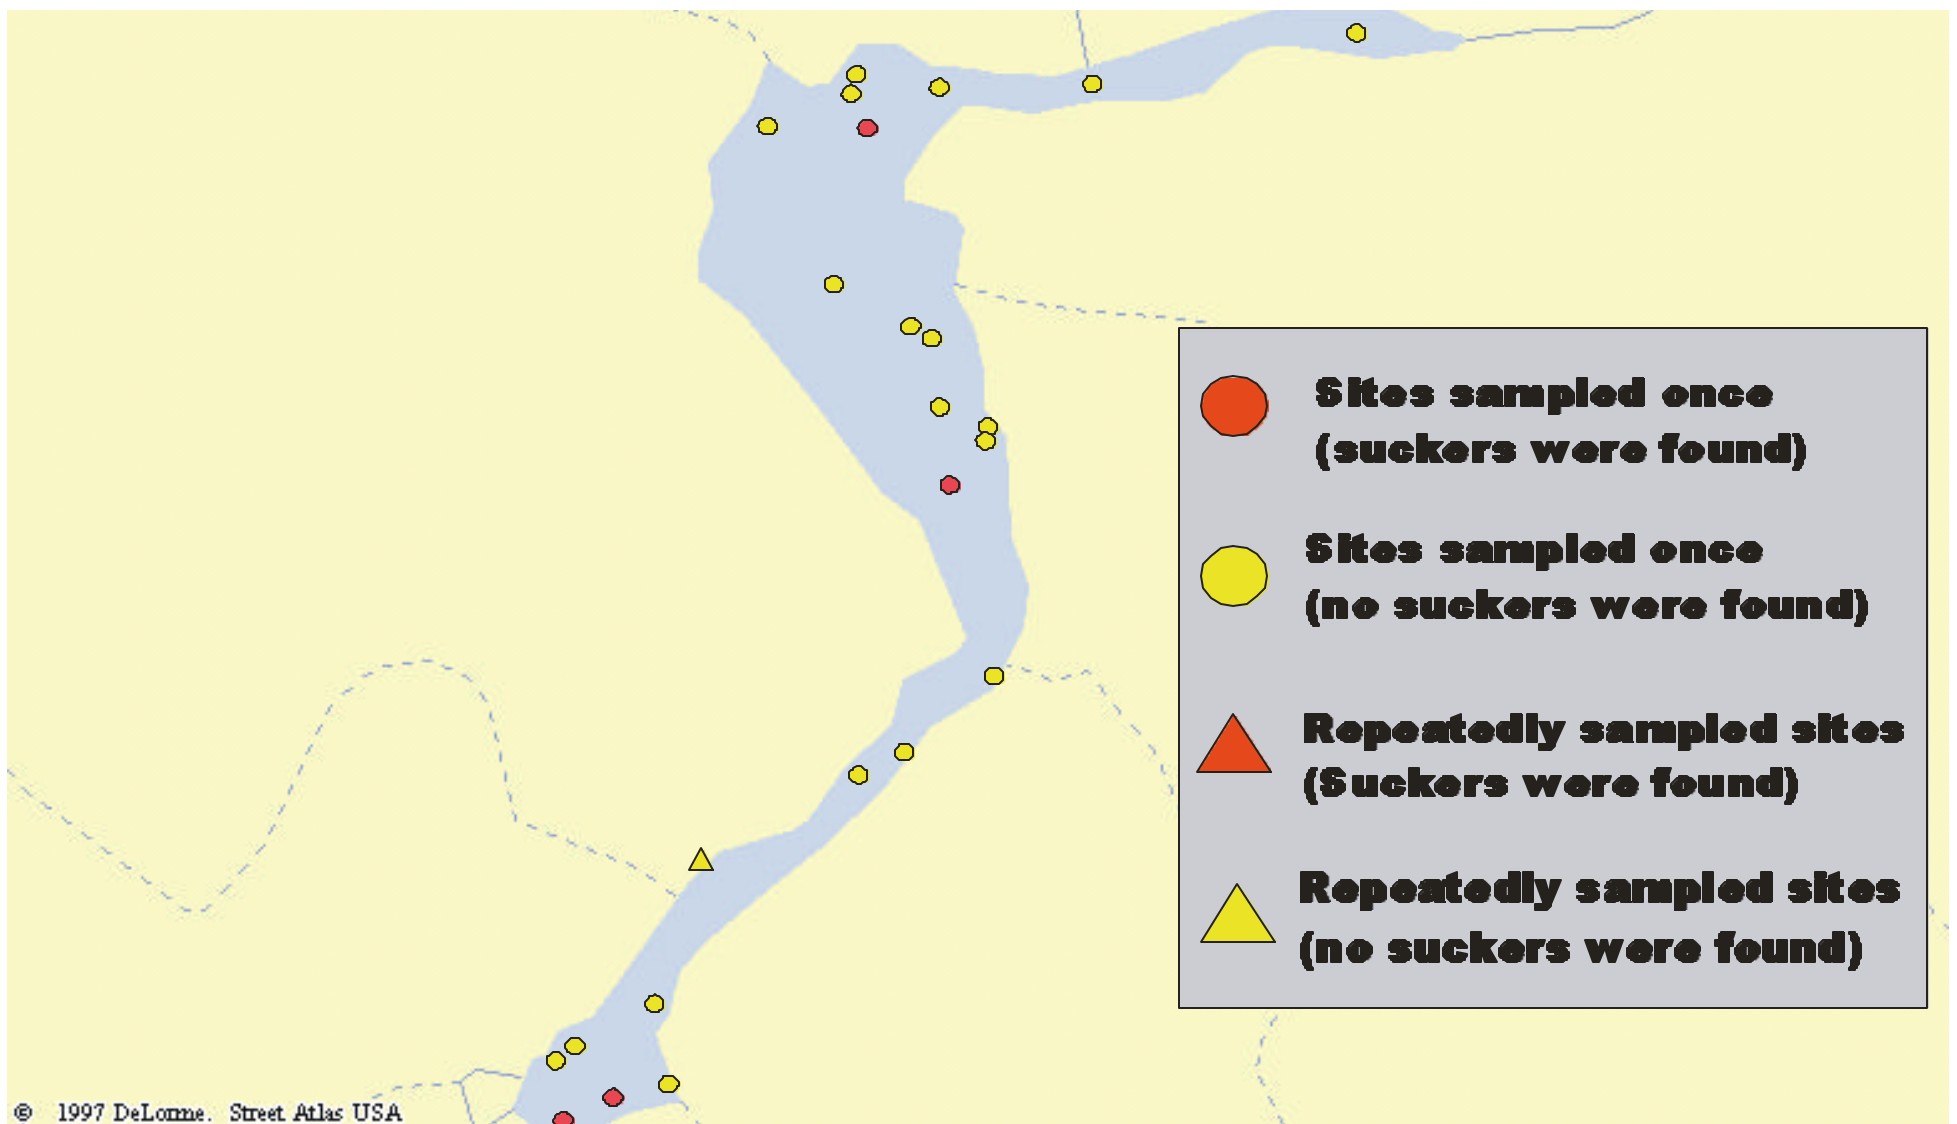 Sites sampled once
(suckers were found)
Sites sampled once
(no suckers were found)
Repeatedly sampled sites
(Suckers were found)
Repeatedly sampled sites
(no suckers were found)
© 1997 DeLorme. Street Atlas USA